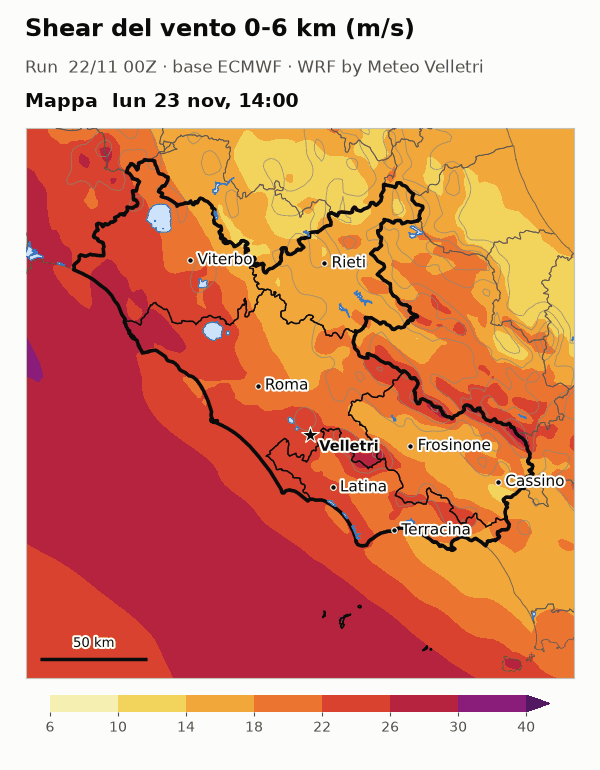 Shear del vento 0-6 km (m/s)
Run 22/11 00Z · base ECMWF · WRF by Meteo Velletri
Mappa lun 23 nov, 14:00
Viterbo
Rieti
Roma
Velletri
Frosinone
Cassino
Latina
Terracina
50 km
6 10 14 18 22 26 30 40